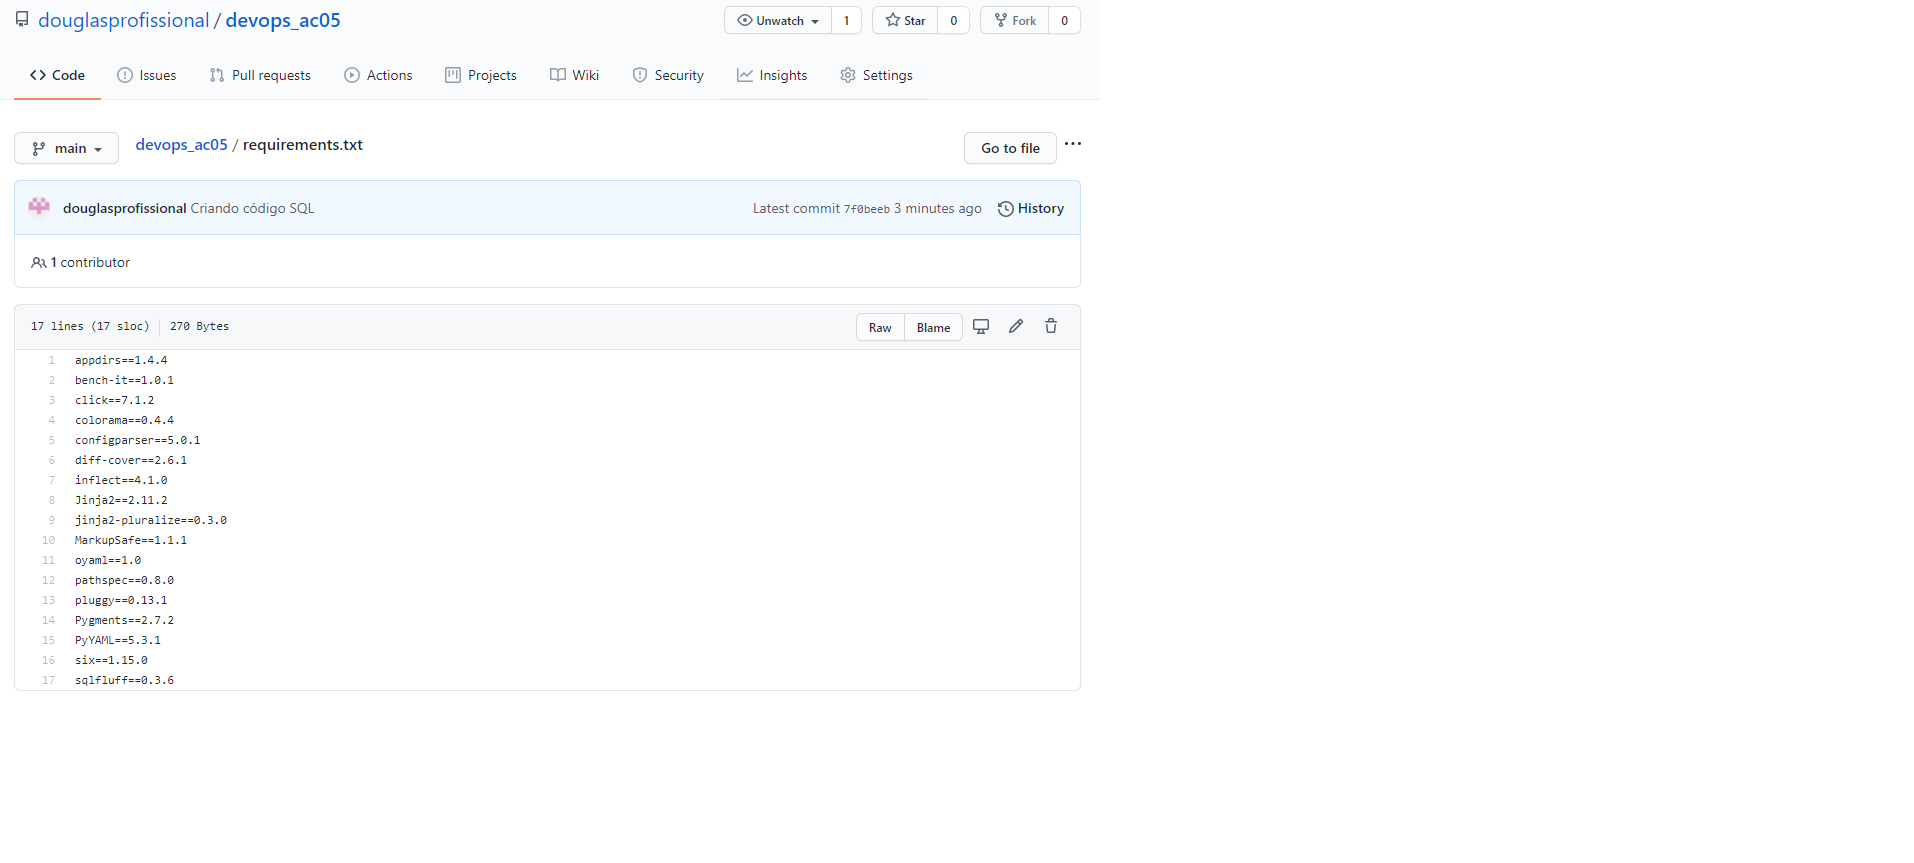 douglasprofissional / devops_ac05
Unwatch 1 Star 0 Fork 0
Code Issues Pull requests Actions Projects Wiki Security Insights Settings
main devops_ac05 / requirements.txt Go to file ...
douglasprofissional Criando código SQL Latest commit 7f0beeb 3 minutes ago History
1 contributor
17 lines (17 sloc) 270 Bytes Raw Blame
1 appdirs==1.4.4
2 bench-it==1.0.1
3 click==7.1.2
4 colorama==0.4.4
5 configparser==5.0.1
6 diff-cover==2.6.1
7 inflect==4.1.0
8 Jinja2==2.11.2
9 jinja2-pluralize==0.3.0
10 MarkupSafe==1.1.1
11 oyaml==1.0
12 pathspec==0.8.0
13 pluggy==0.13.1
14 Pygments==2.7.2
15 PyYAML==5.3.1
16 six==1.15.0
17 sqlfluff==0.3.6